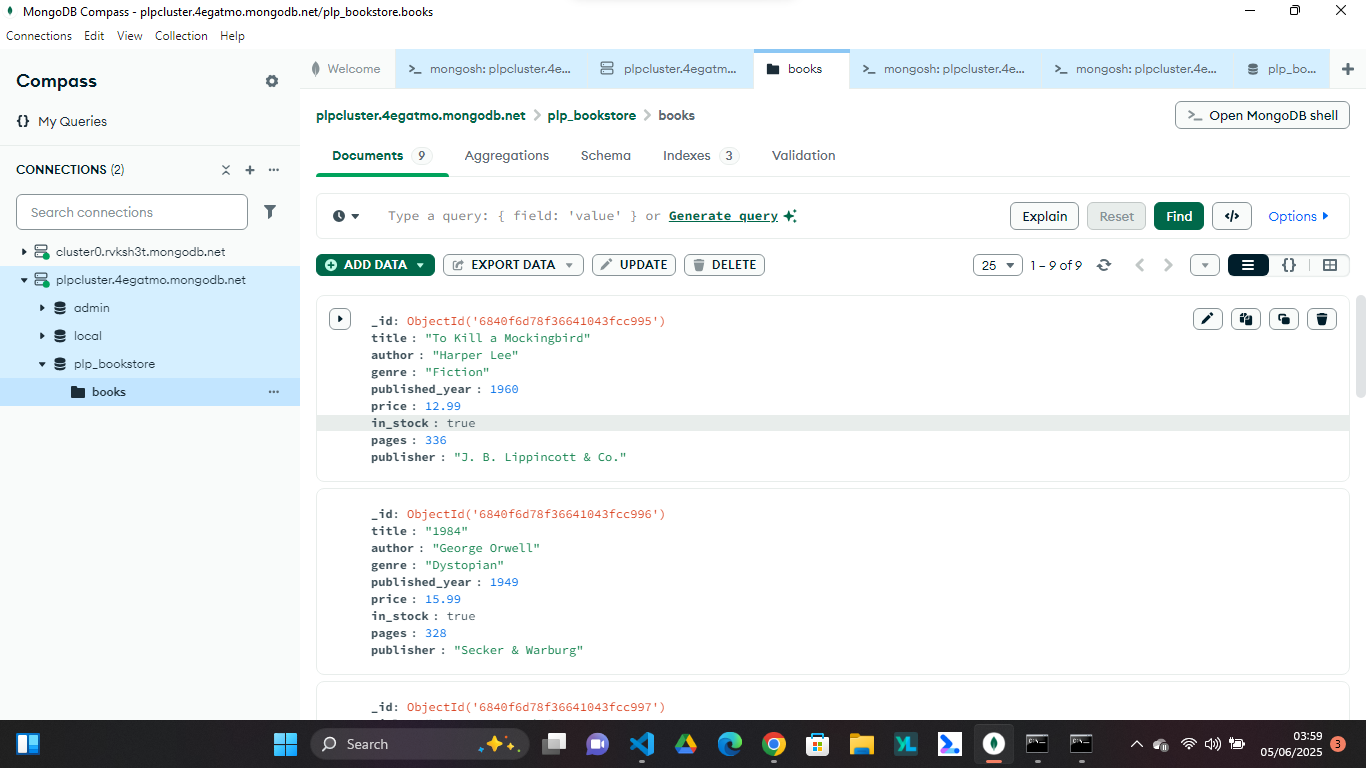 MongoDB Compass - plpcluster.4egatmo.mongodb.net/plp_bookstore.books
Connections Edit View Collection Help
Compass
{} My Queries
CONNECTIONS (2)
Search connections
cluster0.rvksh3t.mongodb.net
plpcluster.4egatmo.mongodb.net
admin
local
plp_bookstore
books
Welcome
mongosh: plpcluster.4e...
plpcluster.4egatm...
books
mongosh: plpcluster.4e...
mongosh: plpcluster.4e...
plp_bo...
plpcluster.4egatmo.mongodb.net > plp_bookstore > books
>_ Open MongoDB shell
Documents 9 Aggregations Schema Indexes 3 Validation
Type a query: { field: 'value' } or Generate query
Explain Reset Find </> Options
ADD DATA EXPORT DATA UPDATE DELETE
25 1 – 9 of 9 {}
_id: ObjectId('6840f6d78f36641043fcc995')
title : "To Kill a Mockingbird"
author : "Harper Lee"
genre : "Fiction"
published_year : 1960
price : 12.99
in_stock : true
pages : 336
publisher : "J. B. Lippincott & Co."
_id: ObjectId('6840f6d78f36641043fcc996')
title : "1984"
author : "George Orwell"
genre : "Dystopian"
published_year : 1949
price : 15.99
in_stock : true
pages : 328
publisher : "Secker & Warburg"
_id: ObjectId('6840f6d78f36641043fcc997')
Search
YL
03:59
05/06/2025
3